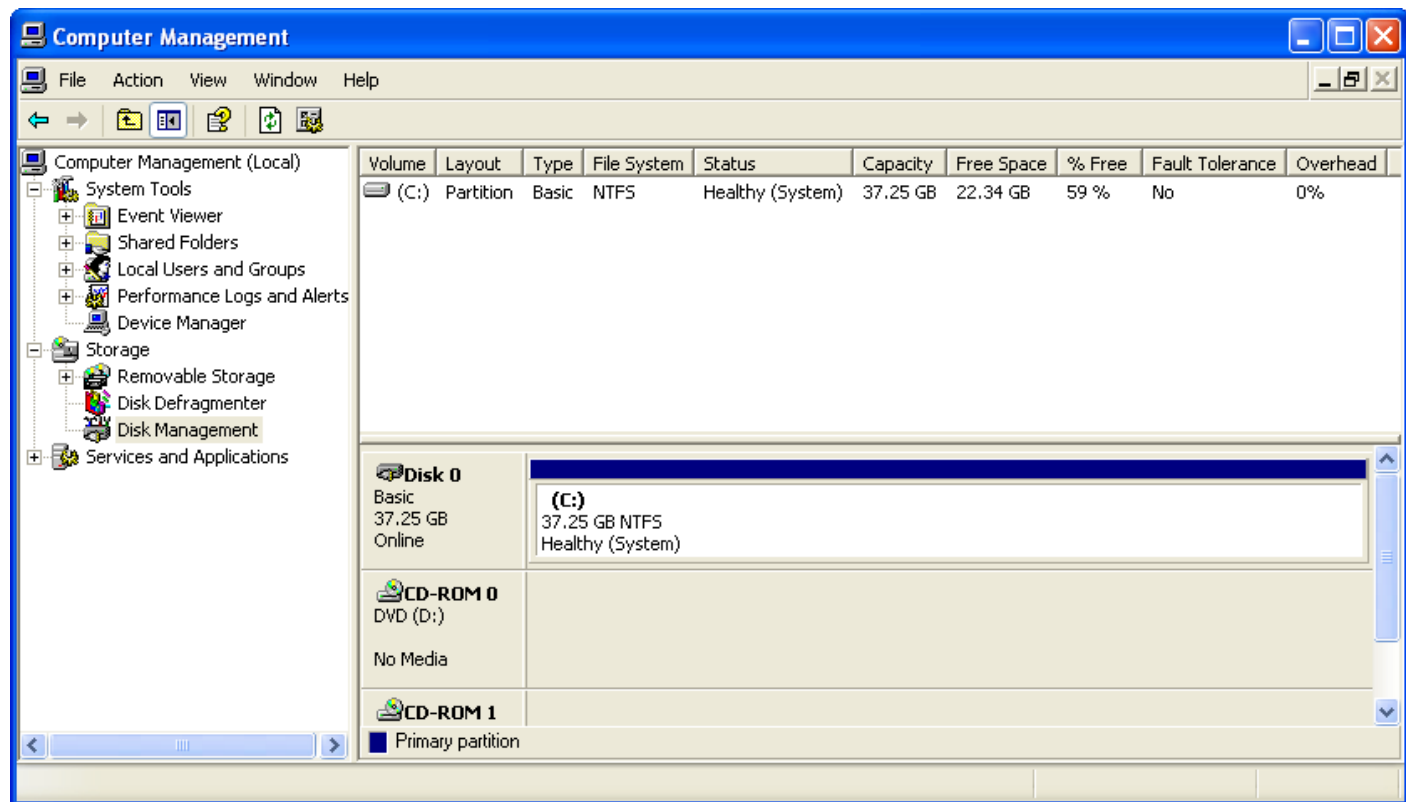 Computer Management
File Action View Window Help
Computer Management (Local)
System Tools
Event Viewer
Shared Folders
Local Users and Groups
Performance Logs and Alerts
Device Manager
Storage
Removable Storage
Disk Defragmenter
Disk Management
Services and Applications
Volume Layout Type File System Status Capacity Free Space % Free Fault Tolerance Overhead
(C:) Partition Basic NTFS Healthy (System) 37.25 GB 22.34 GB 59 % No 0%
Disk 0
Basic
37.25 GB
Online
(C:)
37.25 GB NTFS
Healthy (System)
CD-ROM 0
DVD (D:)
No Media
CD-ROM 1
Primary partition